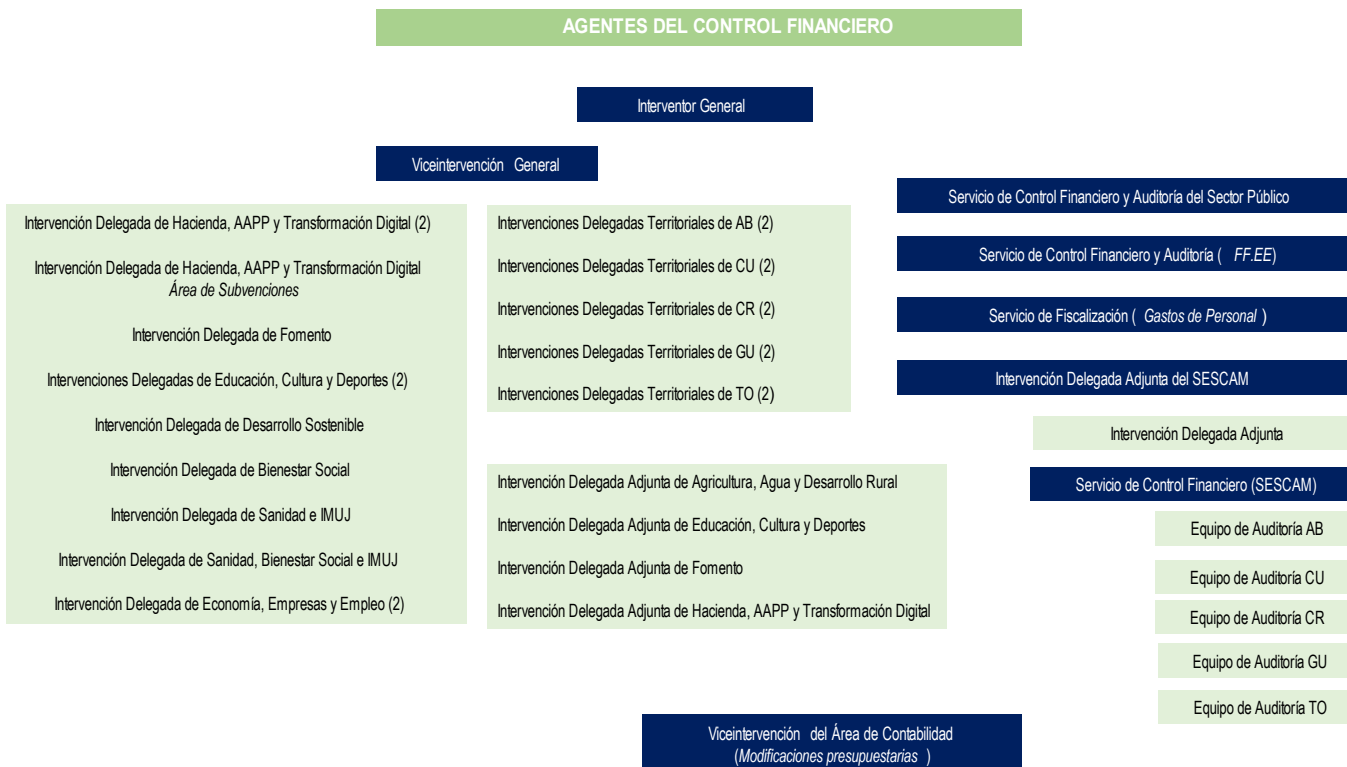 AGENTES DEL CONTROL FINANCIERO
Interventor General
Viceintervención General
Intervención Delegada de Hacienda, AAPP y Transformación Digital (2)
Intervención Delegada de Hacienda, AAPP y Transformación Digital
Área de Subvenciones
Intervención Delegada de Fomento
Intervenciones Delegadas de Educación, Cultura y Deportes (2)
Intervención Delegada de Desarrollo Sostenible
Intervención Delegada de Bienestar Social
Intervención Delegada de Sanidad e IMUJ
Intervención Delegada de Sanidad, Bienestar Social e IMUJ
Intervención Delegada de Economía, Empresas y Empleo (2)
Intervenciones Delegadas Territoriales de AB (2)
Intervenciones Delegadas Territoriales de CU (2)
Intervenciones Delegadas Territoriales de CR (2)
Intervenciones Delegadas Territoriales de GU (2)
Intervenciones Delegadas Territoriales de TO (2)
Intervención Delegada Adjunta de Agricultura, Agua y Desarrollo Rural
Intervención Delegada Adjunta de Educación, Cultura y Deportes
Intervención Delegada Adjunta de Fomento
Intervención Delegada Adjunta de Hacienda, AAPP y Transformación Digital
Servicio de Control Financiero y Auditoría del Sector Público
Servicio de Control Financiero y Auditoría ( FF.EE)
Servicio de Fiscalización ( Gastos de Personal )
Intervención Delegada Adjunta del SESCAM
Intervención Delegada Adjunta
Servicio de Control Financiero (SESCAM)
Equipo de Auditoría AB
Equipo de Auditoría CU
Equipo de Auditoría CR
Equipo de Auditoría GU
Equipo de Auditoría TO
Viceintervención del Área de Contabilidad
(Modificaciones presupuestarias )